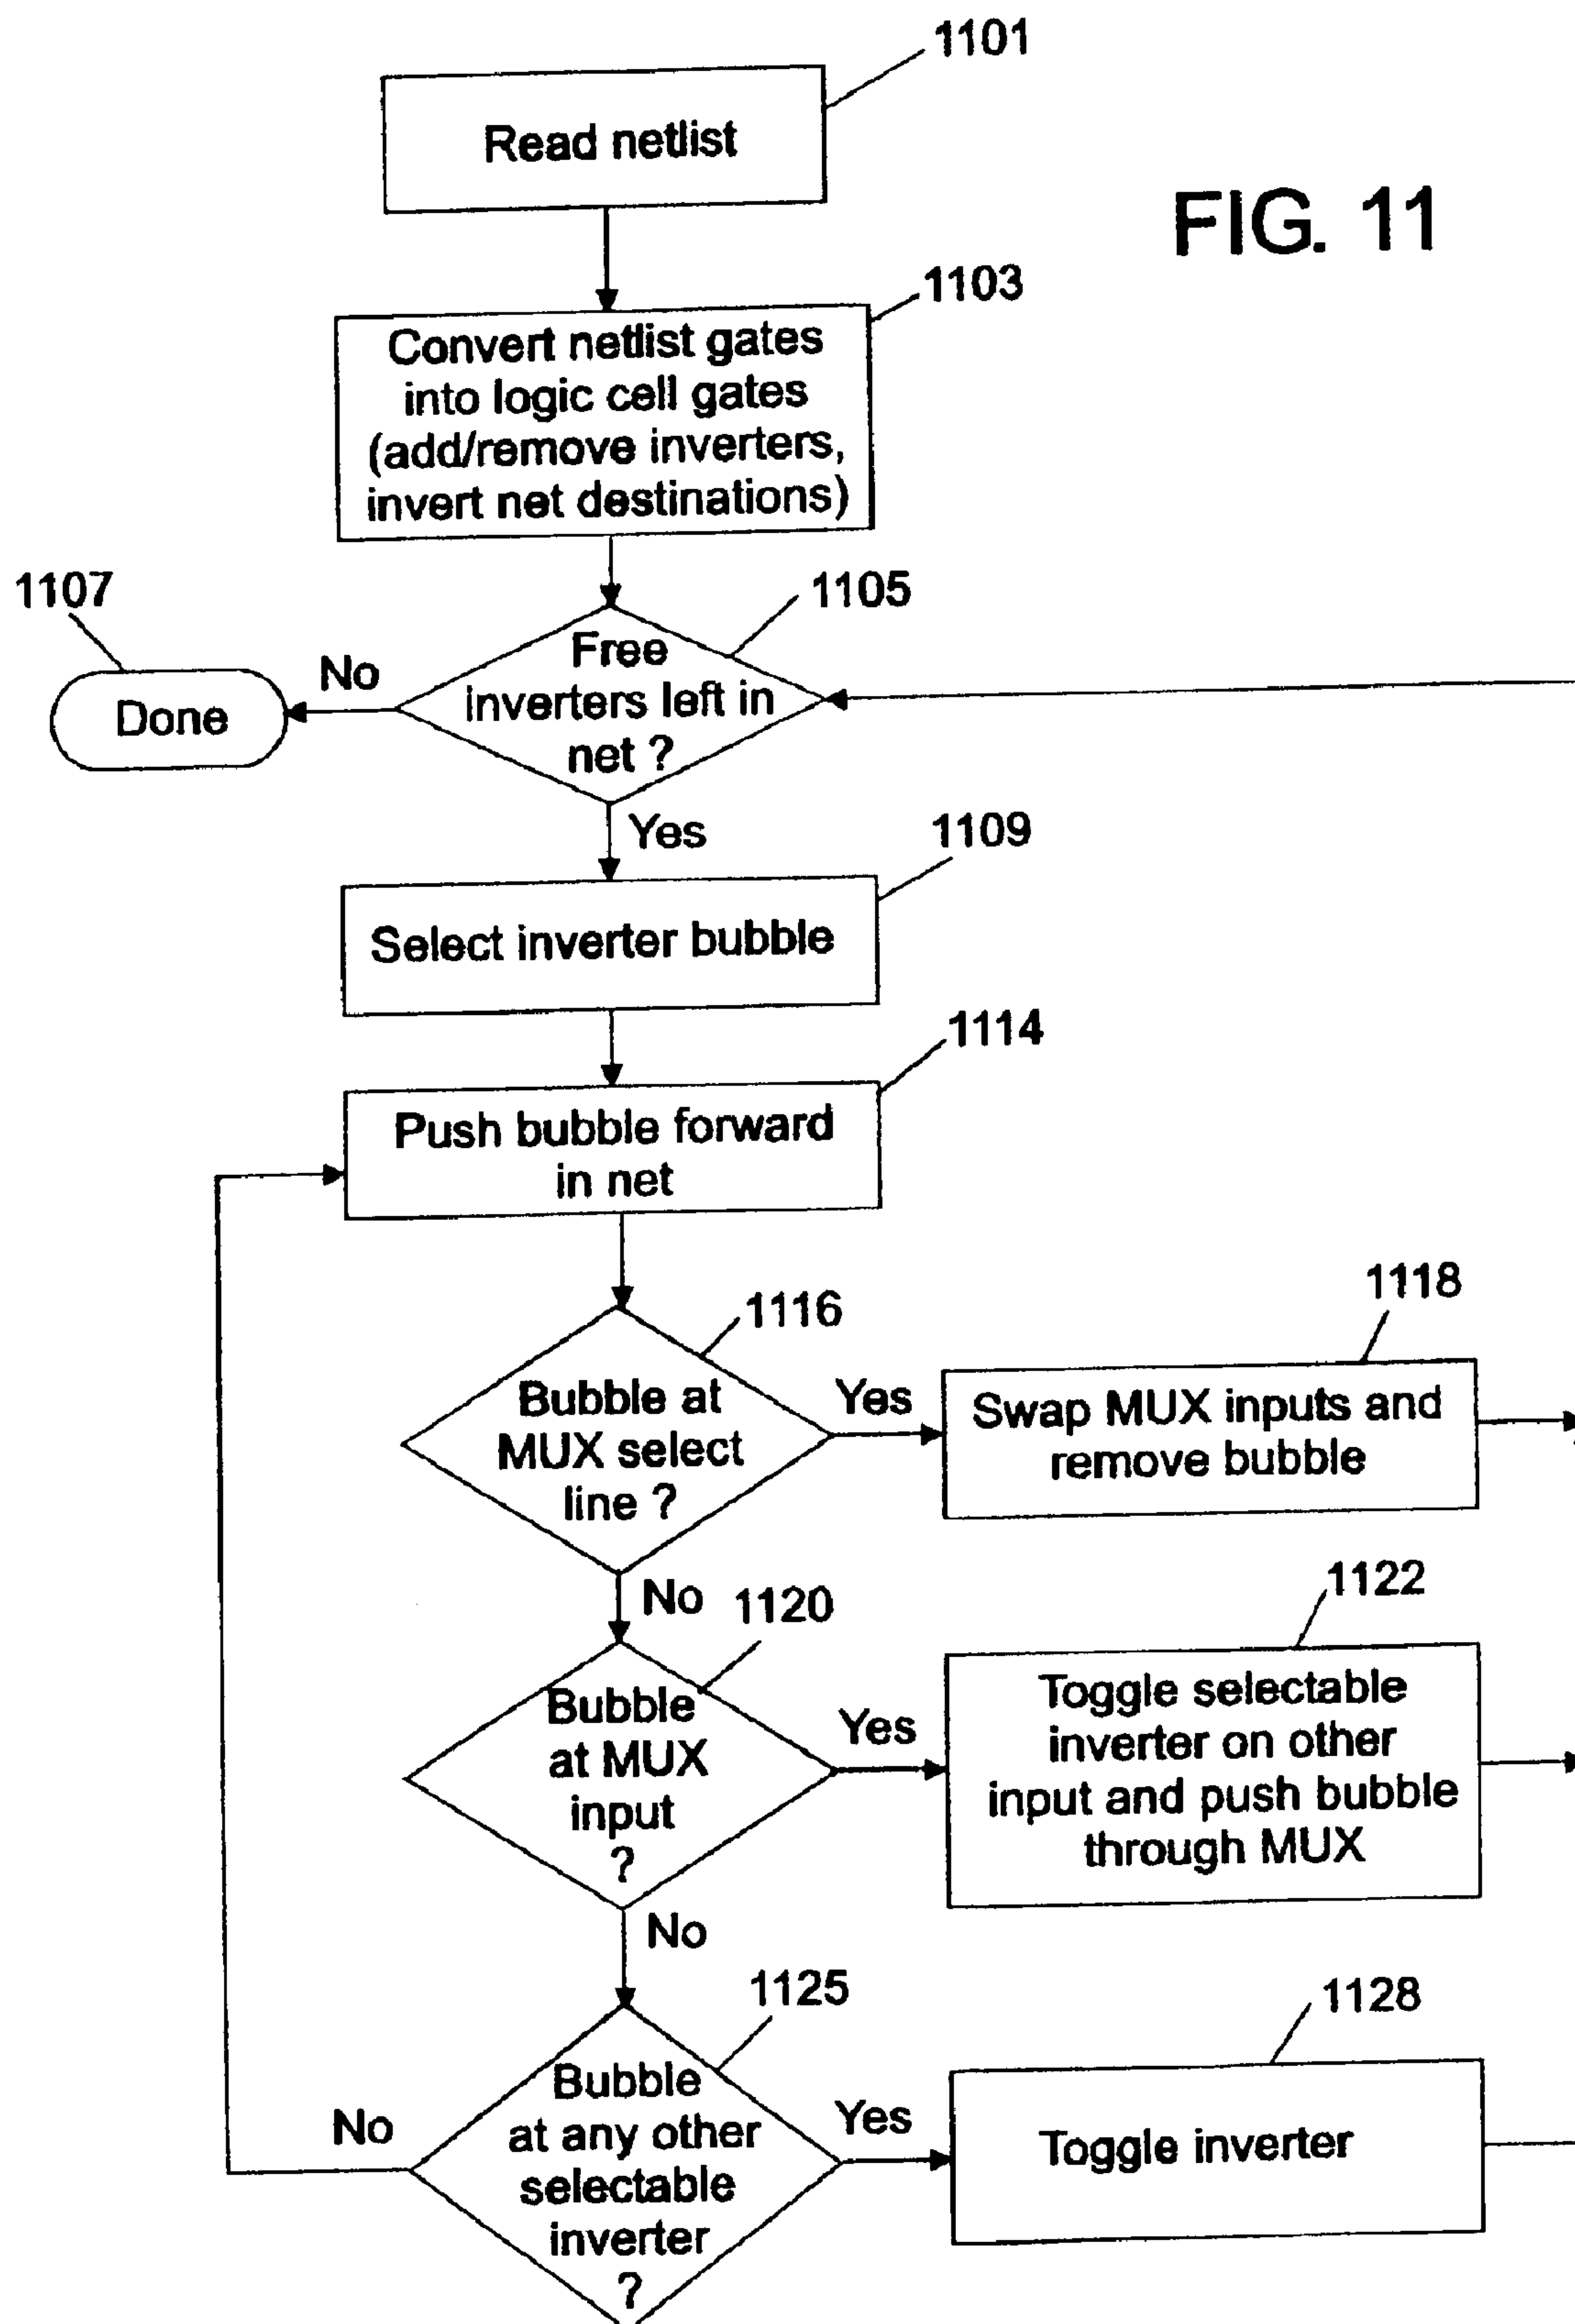 1101
Read netlist
FIG. 11
1103
Convert netlist gates
into logic cell gates
(add/remove inverters,
invert net destinations)
1107
1105
Free
inverters left in
net ?
No
Done
Yes
1109
Select inverter bubble
1114
Push bubble forward
in net
1116
1118
Bubble at
MUX select
line ?
Yes
Swap MUX inputs and
remove bubble
No
1120
1122
Bubble
at MUX
input
?
Yes
Toggle selectable
inverter on other
input and push bubble
through MUX
No
1125
1128
Bubble
at any other
selectable
inverter
?
No
Yes
Toggle inverter